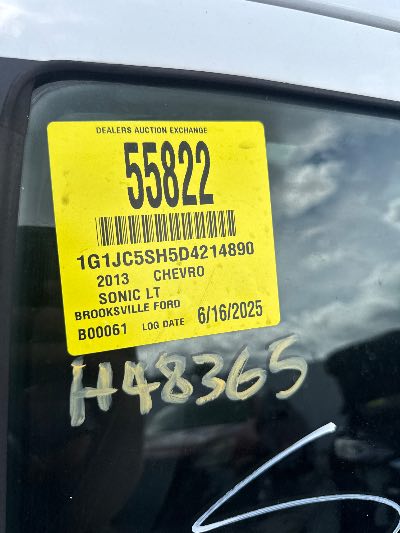 DEALERS AUCTION EXCHANGE
55822
1G1JC5SH5D4214890
2013 CHEVRO
SONIC LT
BROOKSVILLE FORD
B00061 LOG DATE 6/16/2025
H48365